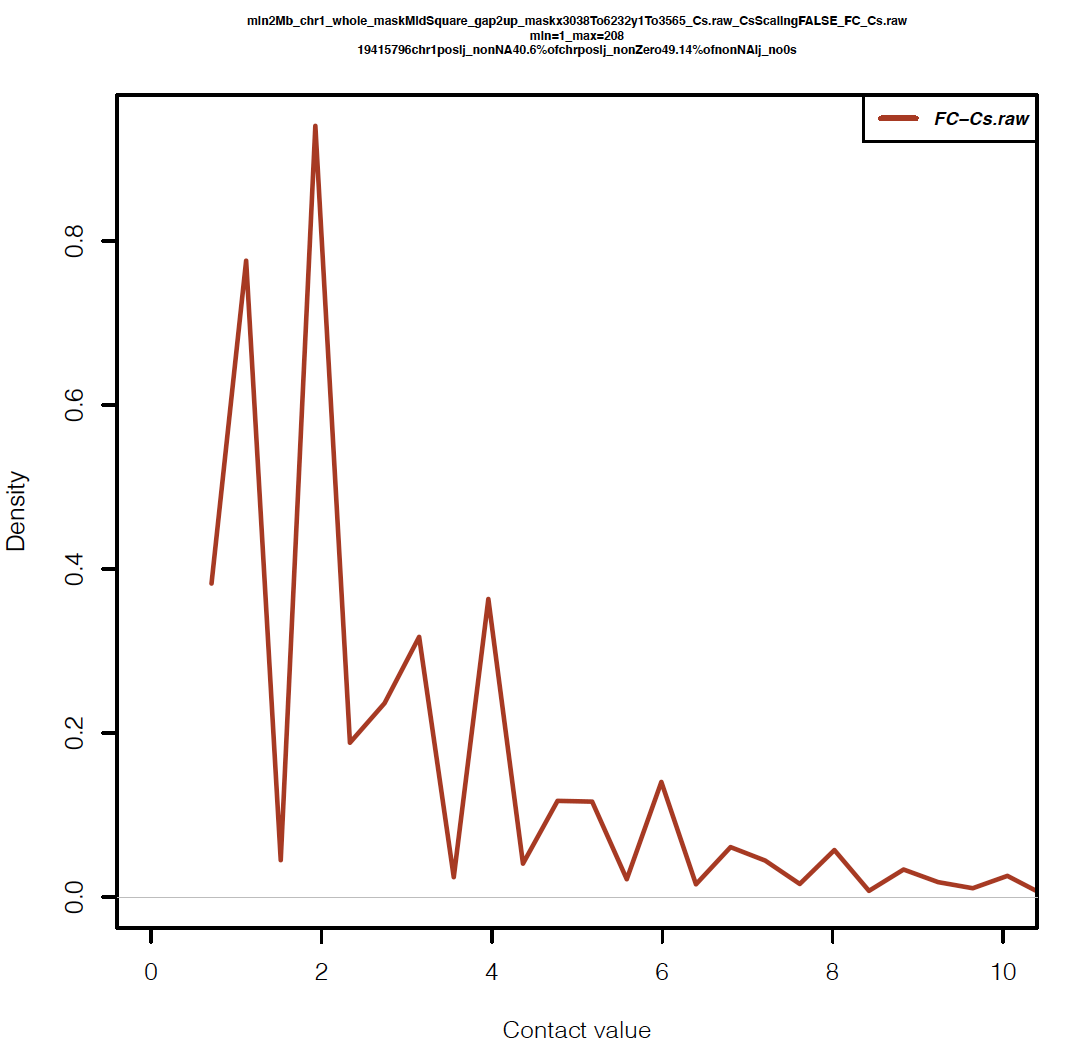 mIn2Mb_chr1_whole_maskMIdSquare_gap2up_maskx3038To6232y1To3565_Cs.raw_CsScalIngFALSE_FC_Cs.raw
mIn=1_max=208
19415796chr1posIj_nonNA40.6%ofchrposIj_nonZero49.14%ofnonNAIj_no0s
FC–Cs.raw
Density
0.8
0.6
0.4
0.2
0.0
0 2 4 6 8 10
Contact value